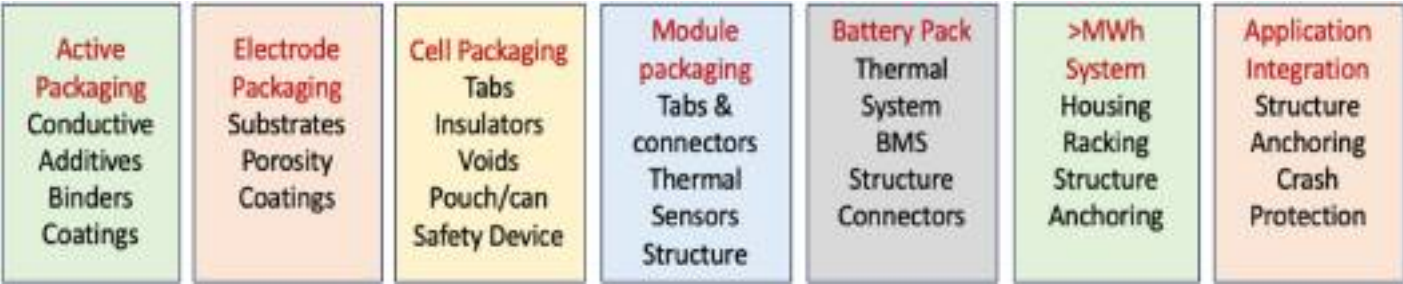 Active
Packaging
Conductive
Additives
Binders
Coatings
Electrode
Packaging
Substrates
Porosity
Coatings
Cell Packaging
Tabs
Insulators
Voids
Pouch/can
Safety Device
Module
packaging
Tabs &
connectors
Thermal
Sensors
Structure
Battery Pack
Thermal
System
BMS
Structure
Connectors
>MWh
System
Housing
Racking
Structure
Anchoring
Application
Integration
Structure
Anchoring
Crash
Protection